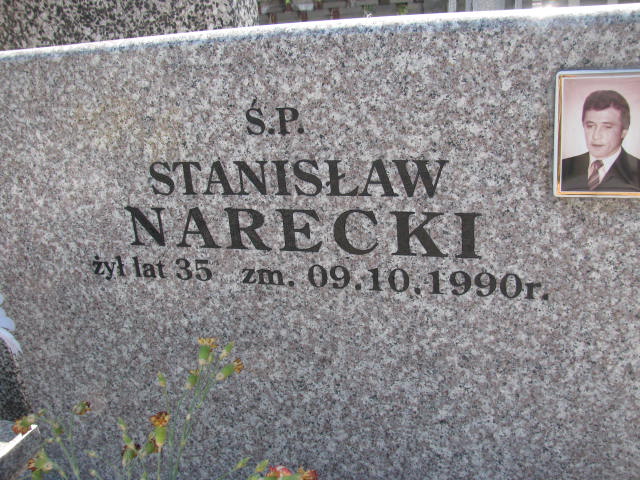 Ś.P.
STANISŁAW
NARECKI
żył lat 35 zm. 09.10.1990r.